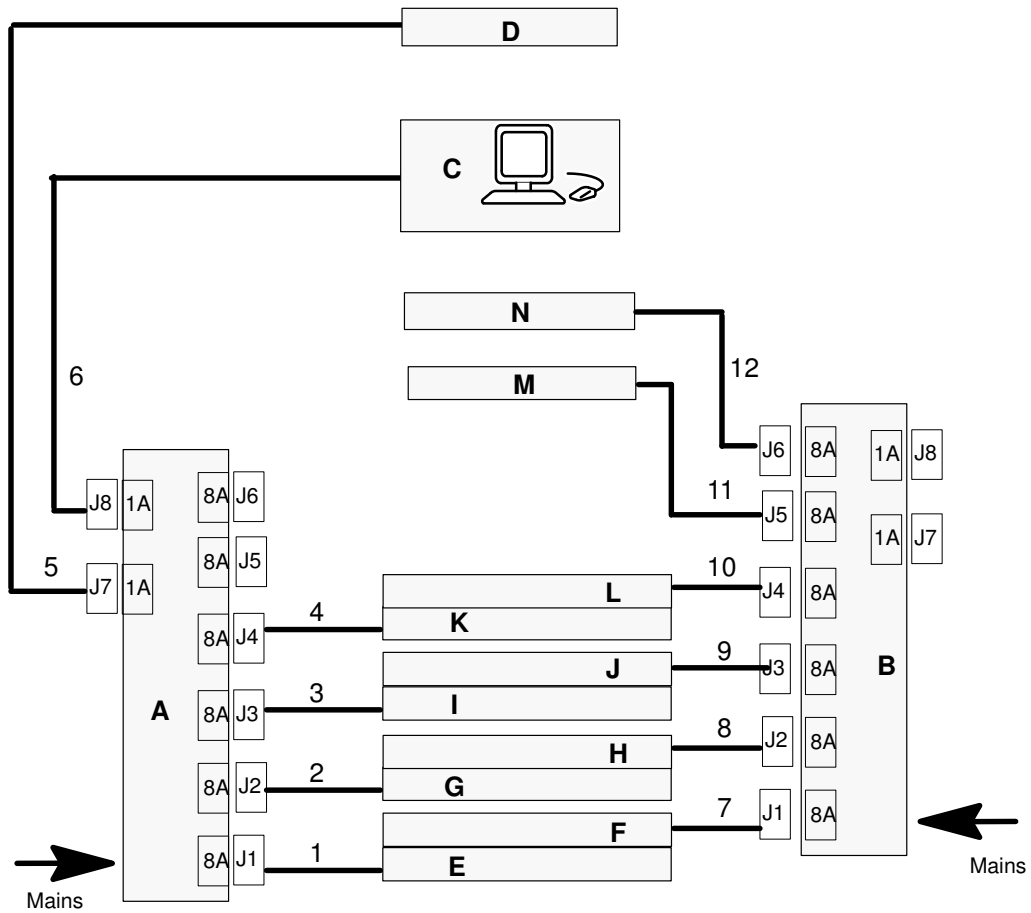 D
C
N
12
M
6
J6 8A 1A J8
11
J8 1A 8A J6
J5 8A
1A J7
5
J7 1A 8A J5
10
L J4 8A
4
8A J4 K
9
J J3 8A B
A 3
8A J3 I
8
H J2 8A
2
8A J2 G
7
F J1 8A
1
8A J1 E
Mains
Mains